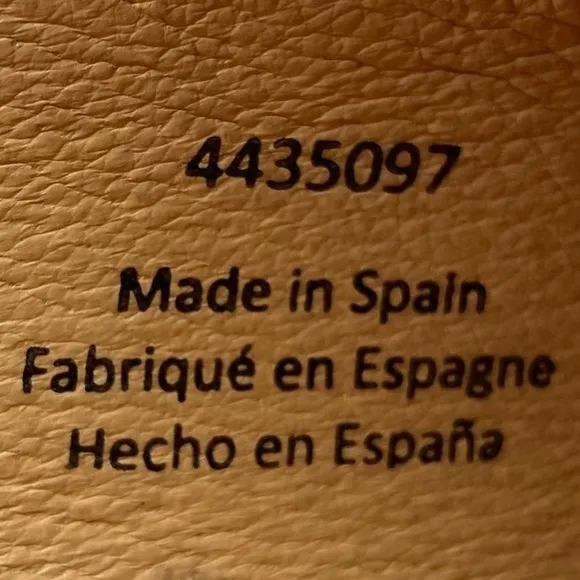 4435097
Made in Spain
Fabriqué en Espagne
Hecho en España